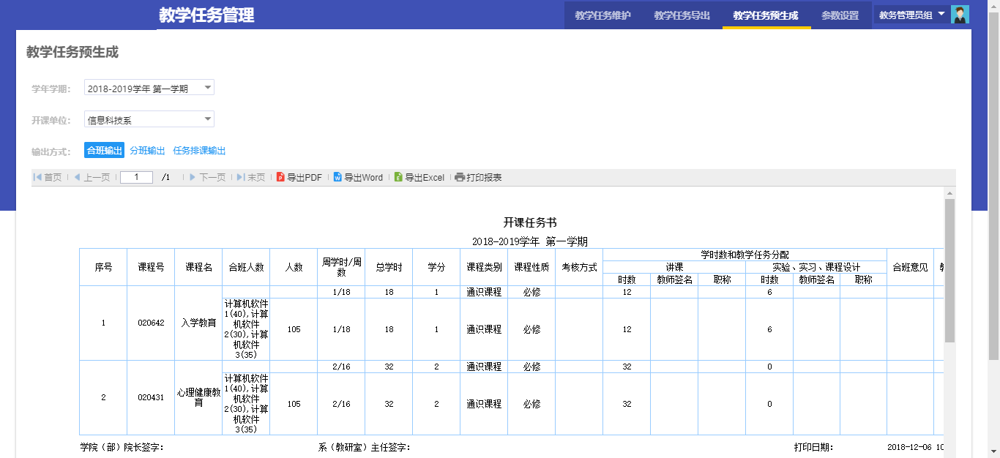 教学任务管理
教学任务维护 教学任务导出 教学任务预生成 参数设置 教务管理员组
教学任务预生成
学年学期： 2018-2019学年 第一学期
开课单位： 信息科技系
输出方式： 合班输出 分班输出 任务排课输出
首页 上一页 1 /1 下一页 末页 导出PDF 导出Word 导出Excel 打印报表
开课任务书
2018-2019学年 第一学期
序号 课程号 课程名 合班人数 人数 周学时/周数 总学时 学分 课程类别 课程性质 考核方式 学时数和教学任务分配 合班意见
讲课 实验、实习、课程设计
时数 教师签名 职称 时数 教师签名 职称
1/18 18 1 通识课程 必修 12 6
1 020642 入学教育 计算机软件1(40),计算机软件2(30),计算机软件3(35) 105 1/18 18 1 通识课程 必修 12 6
2/16 32 2 通识课程 必修 32 0
2 020431 心理健康教育 计算机软件1(40),计算机软件2(30),计算机软件3(35) 105 2/16 32 2 通识课程 必修 32 0
学院（部）院长签字： 系（教研室）主任签字： 打印日期： 2018-12-06